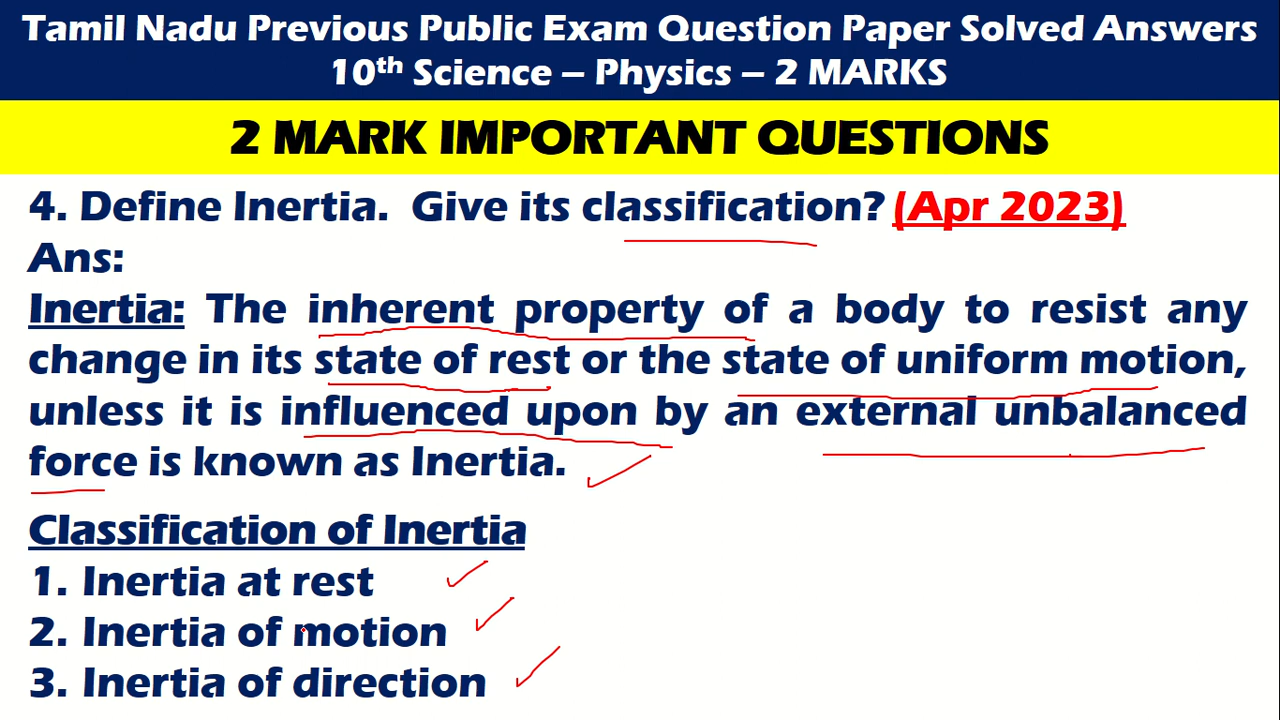 Tamil Nadu Previous Public Exam Question Paper Solved Answers
10th Science – Physics – 2 MARKS
2 MARK IMPORTANT QUESTIONS
4. Define Inertia. Give its classification? (Apr 2023)
Ans:
Inertia: The inherent property of a body to resist any
change in its state of rest or the state of uniform motion,
unless it is influenced upon by an external unbalanced
force is known as Inertia.
Classification of Inertia
1. Inertia at rest
2. Inertia of motion
3. Inertia of direction